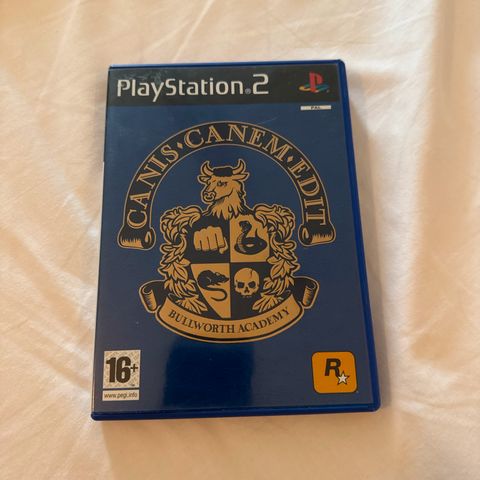 PlayStation®2
PAL
CANIS·CANEM·EDIT
BULLWORTH ACADEMY
16+
www.pegi.info
R